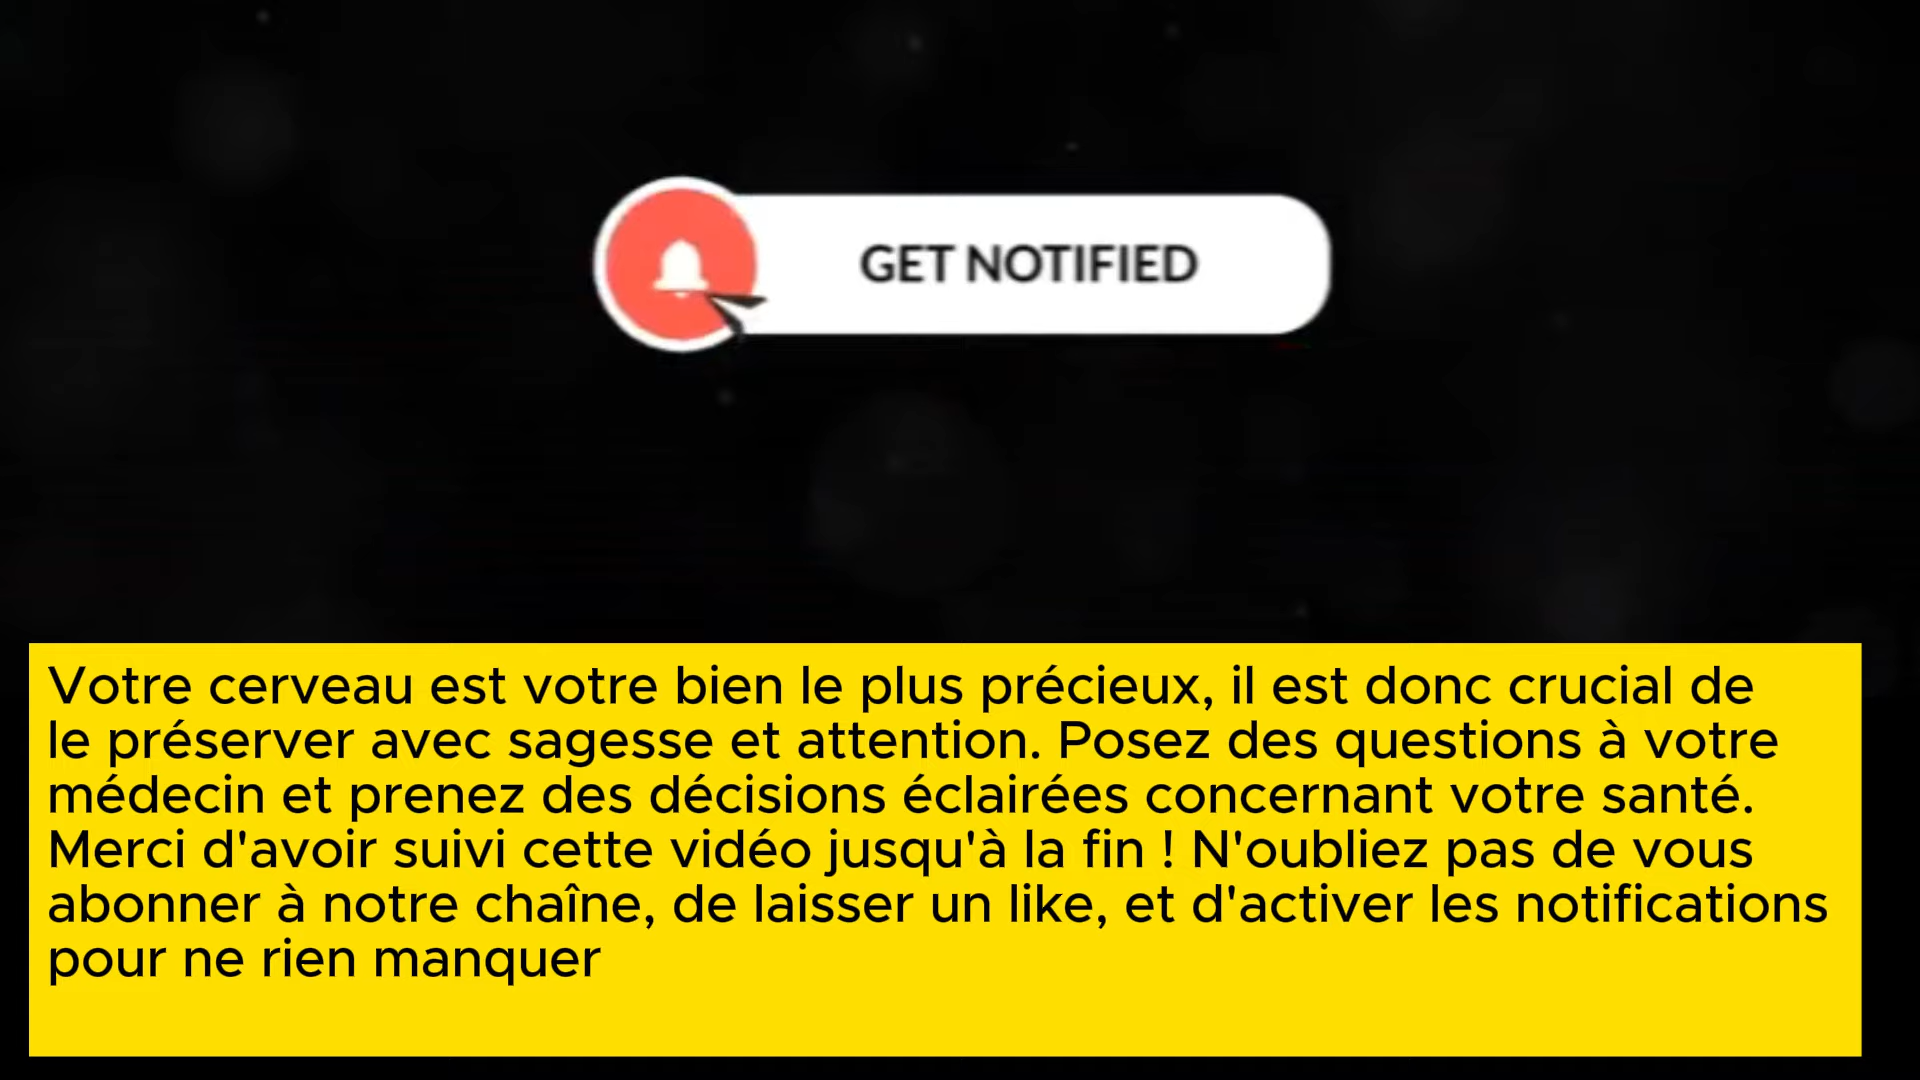 GET NOTIFIED
Votre cerveau est votre bien le plus précieux, il est donc crucial de
le préserver avec sagesse et attention. Posez des questions à votre
médecin et prenez des décisions éclairées concernant votre santé.
Merci d'avoir suivi cette vidéo jusqu'à la fin ! N'oubliez pas de vous
abonner à notre chaîne, de laisser un like, et d'activer les notifications
pour ne rien manquer